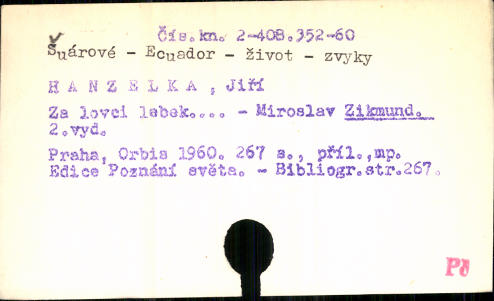 Čís.kn. 2-408.352-60
Šuárové - Ecuador - život - zvyky
HANZELKA, Jiří
Za lovci lebek.... - Miroslav Zikmund.
2.vyd.
Praha, Orbis 1960. 267 s., příl.,mp.
Edice Poznání světa. - Bibliogr.str.267.